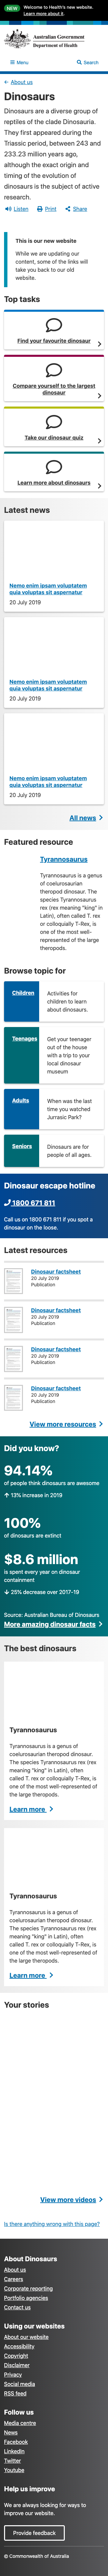 NEW Welcome to Health's new website.
Learn more about it.
Australian Government
Department of Health
Menu Search
About us
Dinosaurs
Dinosaurs are a diverse group of
reptiles of the clade Dinosauria.
They first appeared during the
Triassic period, between 243 and
233.23 million years ago,
although the exact origin and
timing of the evolution of
dinosaurs is the subject of active
research.
Listen Print Share
This is our new website
While we are updating our
content, some of the links will
take you back to our old
website.
Top tasks
Find your favourite dinosaur
Compare yourself to the largest
dinosaur
Take our dinosaur quiz
Learn more about dinosaurs
Latest news
Nemo enim ipsam voluptatem
quia voluptas sit aspernatur
20 July 2019
Nemo enim ipsam voluptatem
quia voluptas sit aspernatur
20 July 2019
Nemo enim ipsam voluptatem
quia voluptas sit aspernatur
20 July 2019
All news
Featured resource
Tyrannosaurus
Tyrannosaurus is a genus
of coelurosaurian
theropod dinosaur. The
species Tyrannosaurus
rex (rex meaning "king" in
Latin), often called T. rex
or colloquially T-Rex, is
one of the most well-
represented of the large
theropods.
Browse topic for
Children
Activities for
children to learn
about dinosaurs.
Teenagers
Get your teenager
out of the house
with a trip to your
local dinosaur
museum
Adults
When was the last
time you watched
Jurrasic Park?
Seniors
Dinosaurs are for
people of all ages.
Dinosaur escape hotline
1800 671 811
Call us on 1800 671 811 if you spot a
dinosaur on the loose.
Latest resources
Dinosaur factsheet
20 July 2019
Publication
Dinosaur factsheet
20 July 2019
Publication
Dinosaur factsheet
20 July 2019
Publication
Dinosaur factsheet
20 July 2019
Publication
View more resources
Did you know?
94.14%
of people think dinosaurs are awesome
13% increase in 2019
100%
of dinosaurs are extinct
$8.6 million
is spent every year on dinosaur
entertainment
25% decrease over 2017-19
Source: Australian Bureau of Dinosaurs
More amazing dinosaur facts
The best dinosaurs
Tyrannosaurus
Tyrannosaurus is a genus of
coelurosaurian theropod dinosaur.
The species Tyrannosaurus rex
(rex meaning "king" in Latin), often
called T. rex or colloquially T-Rex,
is one of the most well-represented
of the large theropods.
Learn more
Tyrannosaurus
Tyrannosaurus is a genus of
coelurosaurian theropod dinosaur.
The species Tyrannosaurus rex
(rex meaning "king" in Latin), often
called T. rex or colloquially T-Rex,
is one of the most well-represented
of the large theropods.
Learn more
Your stories
View more videos
Is there anything wrong with this page?
About Dinosaurs
About us
Careers
Corporate reporting
Portfolio agencies
Contact us
Using our websites
About our website
Accessibility
Copyright
Disclaimer
Privacy
Social media
RSS feed
Follow us
Media centre
News
Facebook
LinkedIn
Twitter
Youtube
Help us improve
We are always looking for ways to
improve our website.
Provide feedback
© Commonwealth of Australia